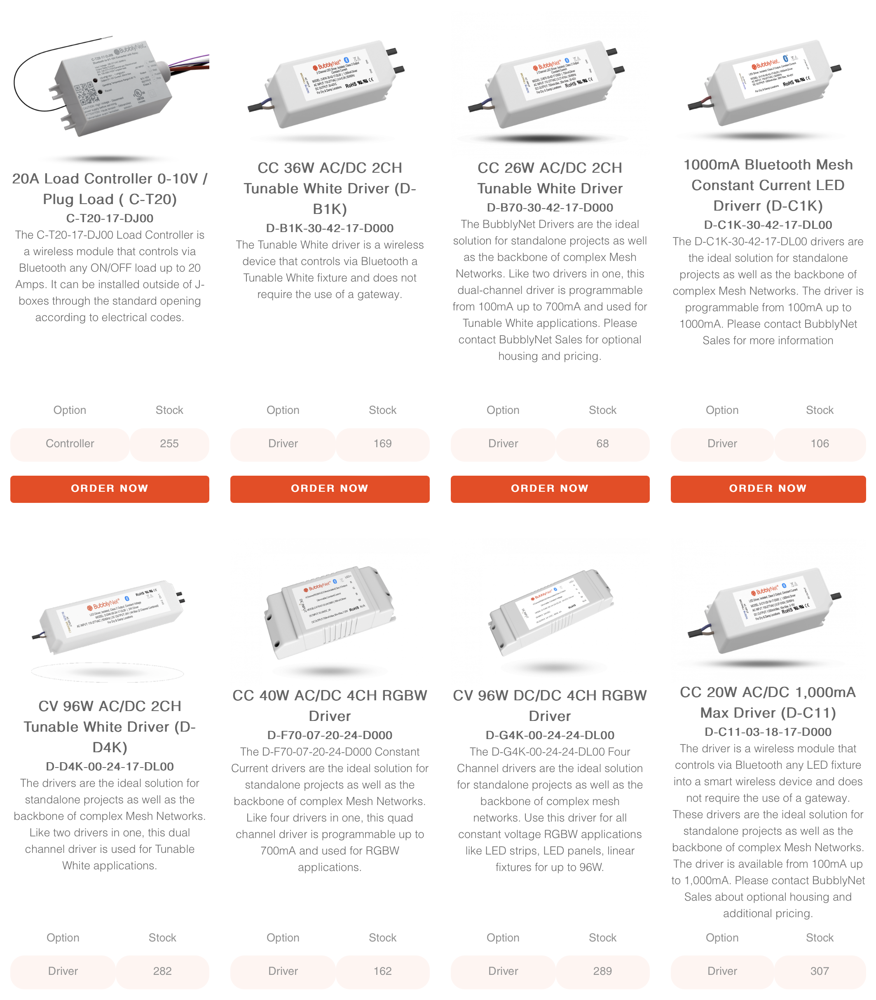 BubblyNet
C-T20-17-DJ00
BubblyNet
BubblyNet
BubblyNet
20A Load Controller 0-10V /
Plug Load ( C-T20)
C-T20-17-DJ00
The C-T20-17-DJ00 Load Controller is
a wireless module that controls via
Bluetooth any ON/OFF load up to 20
Amps. It can be installed outside of J-
boxes through the standard opening
according to electrical codes.
CC 36W AC/DC 2CH
Tunable White Driver (D-
B1K)
D-B1K-30-42-17-D000
The Tunable White driver is a wireless
device that controls via Bluetooth a
Tunable White fixture and does not
require the use of a gateway.
CC 26W AC/DC 2CH
Tunable White Driver
D-B70-30-42-17-D000
The BubblyNet Drivers are the ideal
solution for standalone projects as well
as the backbone of complex Mesh
Networks. Like two drivers in one, this
dual-channel driver is programmable
from 100mA up to 700mA and used for
Tunable White applications. Please
contact BubblyNet Sales for optional
housing and pricing.
1000mA Bluetooth Mesh
Constant Current LED
Driverr (D-C1K)
D-C1K-30-42-17-DL00
The D-C1K-30-42-17-DL00 drivers are
the ideal solution for standalone
projects as well as the backbone of
complex Mesh Networks. The driver is
programmable from 100mA up to
1000mA. Please contact BubblyNet
Sales for more information
Option Stock
Controller 255
ORDER NOW
Option Stock
Driver 169
ORDER NOW
Option Stock
Driver 68
ORDER NOW
Option Stock
Driver 106
ORDER NOW
BubblyNet
BubblyNet
BubblyNet
BubblyNet
CV 96W AC/DC 2CH
Tunable White Driver (D-
D4K)
D-D4K-00-24-17-DL00
The drivers are the ideal solution for
standalone projects as well as the
backbone of complex Mesh Networks.
Like two drivers in one, this dual
channel driver is used for Tunable
White applications.
CC 40W AC/DC 4CH RGBW
Driver
D-F70-07-20-24-D000
The D-F70-07-20-24-D000 Constant
Current drivers are the ideal solution for
standalone projects as well as the
backbone of complex Mesh Networks.
Like four drivers in one, this quad
channel driver is programmable up to
700mA and used for RGBW
applications.
CV 96W DC/DC 4CH RGBW
Driver
D-G4K-00-24-24-DL00
The D-G4K-00-24-24-DL00 Four
Channel drivers are the ideal solution
for standalone projects as well as the
backbone of complex mesh
networks. Use this driver for all
constant voltage RGBW applications
like LED strips, LED panels, linear
fixtures for up to 96W.
CC 20W AC/DC 1,000mA
Max Driver (D-C11)
D-C11-03-18-17-D000
The driver is a wireless module that
controls via Bluetooth any LED fixture
into a smart wireless device and does
not require the use of a gateway.
These drivers are the ideal solution for
standalone projects as well as the
backbone of complex Mesh Networks.
The driver is available from 100mA up
to 1,000mA. Please contact BubblyNet
Sales about optional housing and
additional pricing.
Option Stock
Driver 282
Option Stock
Driver 162
Option Stock
Driver 289
Option Stock
Driver 307